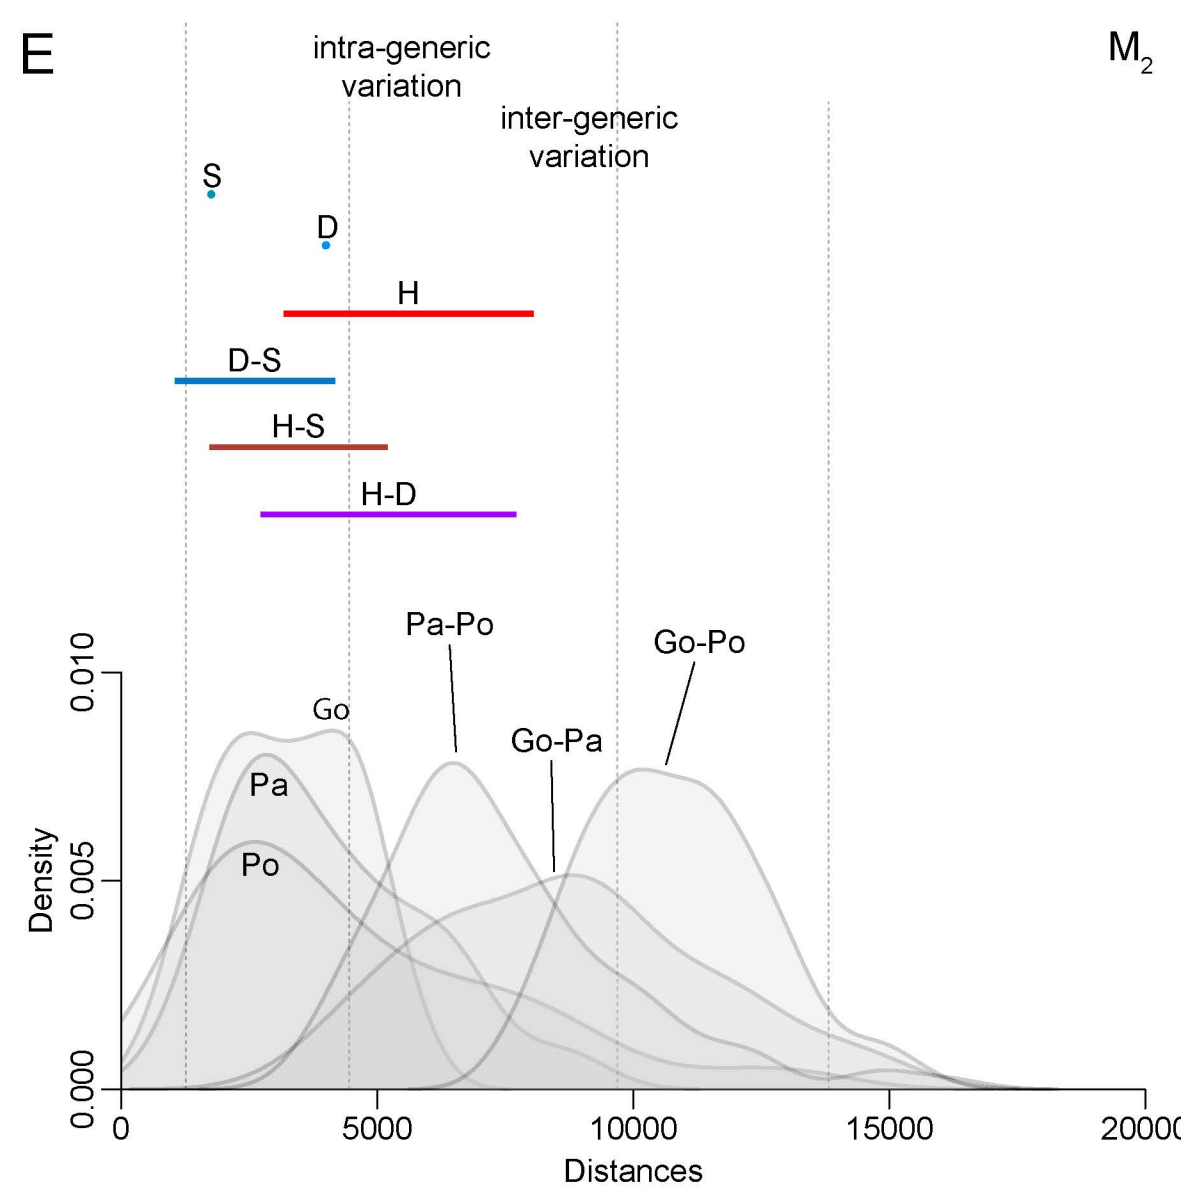 E
M2
intra-generic
variation
inter-generic
variation
S
D
H
D-S
H-S
H-D
Pa-Po
Go-Po
Go
Go-Pa
Pa
Po
0.010
0.005
0.000
Density
0 5000 10000 15000 20000
Distances